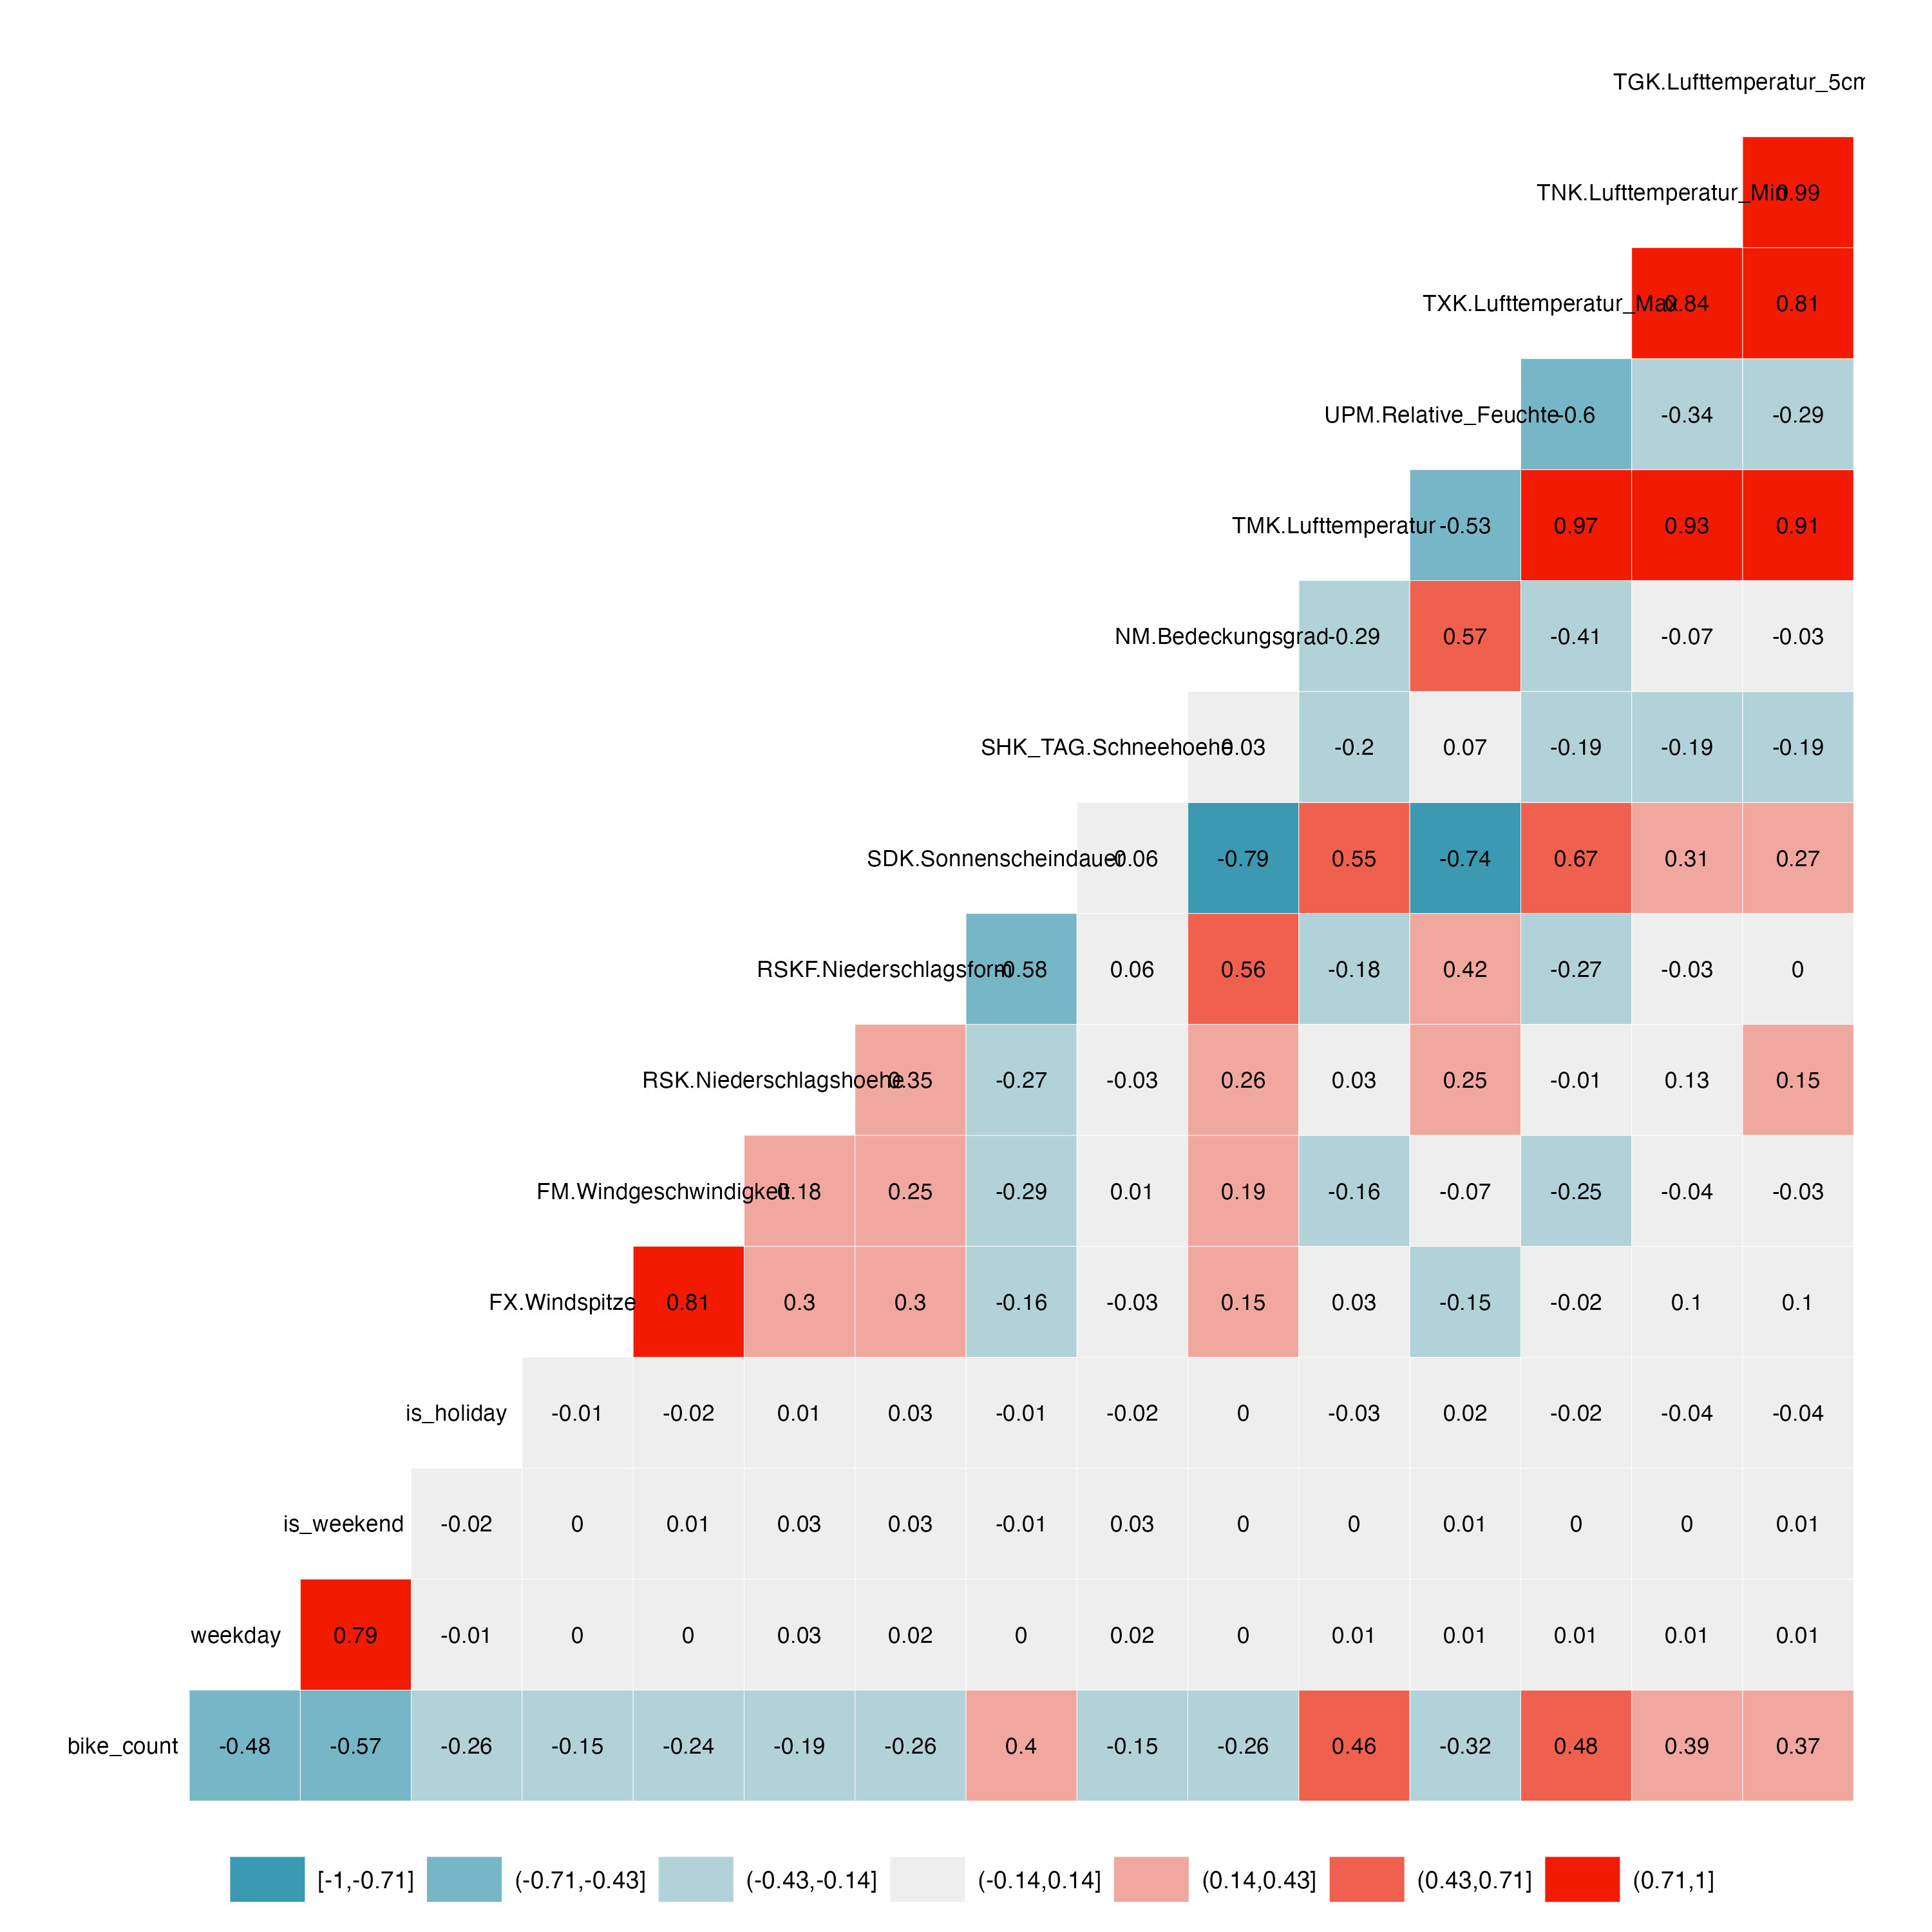 TGK.Lufttemperatur_5cm
TNK.Lufttemperatur_Min 0.99
TXK.Lufttemperatur_Max 0.84 0.81
UPM.Relative_Feuchte -0.6 -0.34 -0.29
TMK.Lufttemperatur -0.53 0.97 0.93 0.91
NM.Bedeckungsgrad -0.29 0.57 -0.41 -0.07 -0.03
SHK_TAG.Schneehoehe 0.03 -0.2 0.07 -0.19 -0.19 -0.19
SDK.Sonnenscheindauer -0.06 -0.79 0.55 -0.74 0.67 0.31 0.27
RSKF.Niederschlagsform -0.58 0.06 0.56 -0.18 0.42 -0.27 -0.03 0
RSK.Niederschlagshoehe 0.35 -0.27 -0.03 0.26 0.03 0.25 -0.01 0.13 0.15
FM.Windgeschwindigkeit 0.18 0.25 -0.29 0.01 0.19 -0.16 -0.07 -0.25 -0.04 -0.03
FX.Windspitze 0.81 0.3 0.3 -0.16 -0.03 0.15 0.03 -0.15 -0.02 0.1 0.1
is_holiday -0.01 -0.02 0.01 0.03 -0.01 -0.02 0 -0.03 0.02 -0.02 -0.04 -0.04
is_weekend -0.02 0 0.01 0.03 0.03 -0.01 0.03 0 0 0.01 0 0 0.01
weekday 0.79 -0.01 0 0 0.03 0.02 0 0.02 0 0.01 0.01 0.01 0.01 0.01
bike_count -0.48 -0.57 -0.26 -0.15 -0.24 -0.19 -0.26 0.4 -0.15 -0.26 0.46 -0.32 0.48 0.39 0.37
[-1,-0.71] (-0.71,-0.43] (-0.43,-0.14] (-0.14,0.14] (0.14,0.43] (0.43,0.71] (0.71,1]